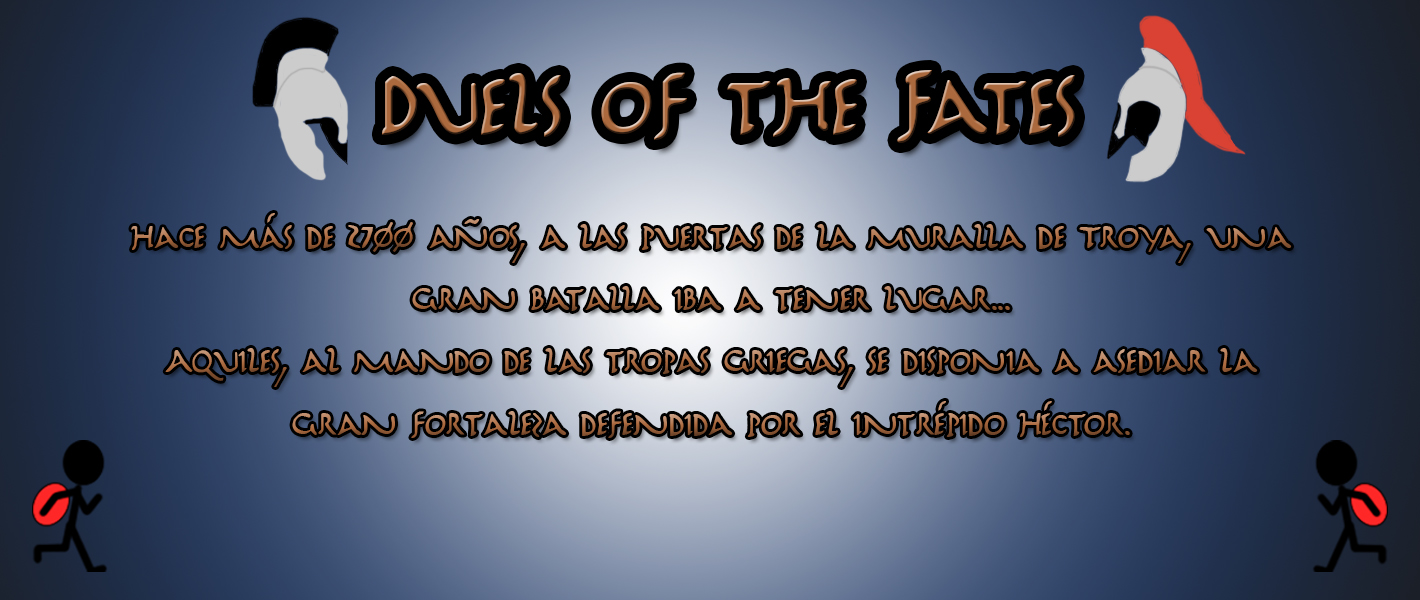 DUELS OF THE FATES
HACE MÁS DE 2700 AÑOS, A LAS PUERTAS DE LA MURALLA DE TROYA, UNA
GRAN BATALLA IBA A TENER LUGAR...
AQUILES, AL MANDO DE LAS TROPAS GRIEGAS, SE DISPONIA A ASEDIAR LA
GRAN FORTALEZA DEFENDIDA POR EL INTRÉPIDO HÉCTOR.